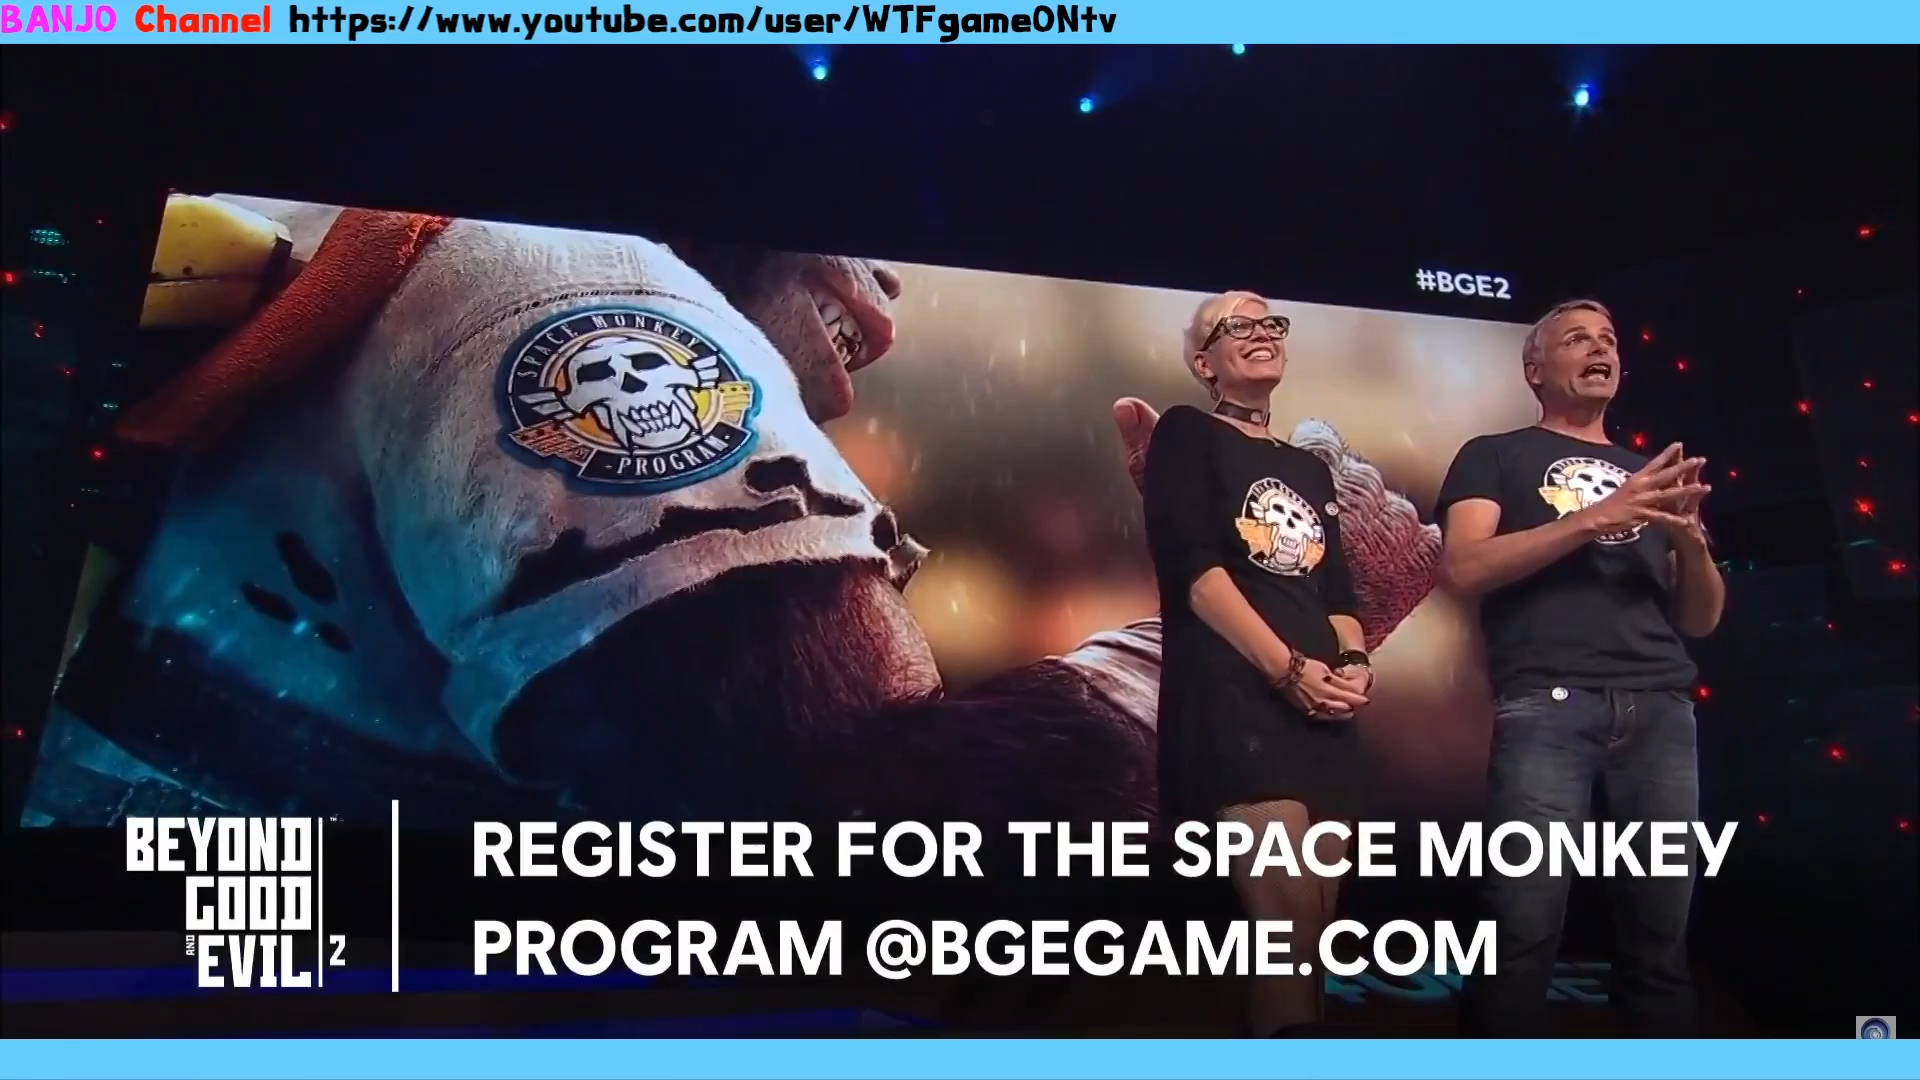 BANJO Channel https://www.youtube.com/user/WTFgameONtv
#BGE2
SPACE MONKEY
-PROGRAM-
BEYOND
GOOD
AND
EVIL 2
™
REGISTER FOR THE SPACE MONKEY
PROGRAM @BGEGAME.COM